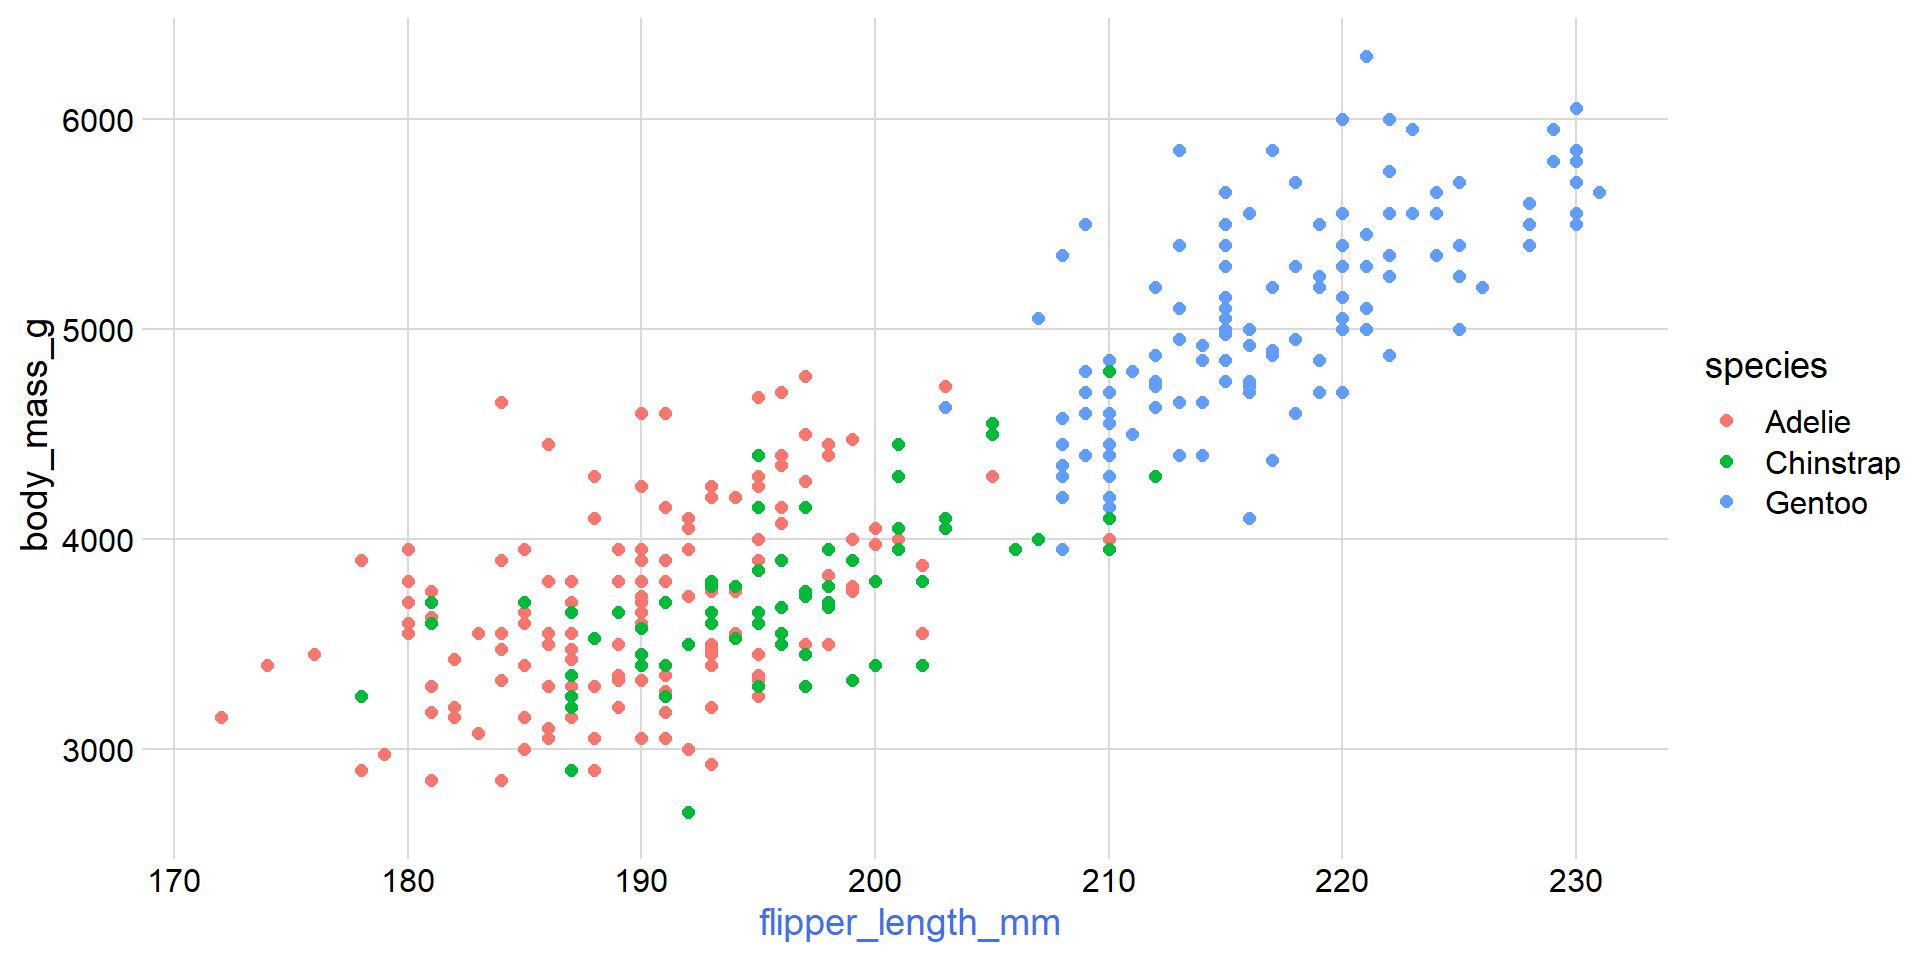 6000
5000
4000
3000
body_mass_g
170 180 190 200 210 220 230
flipper_length_mm
species
Adelie
Chinstrap
Gentoo